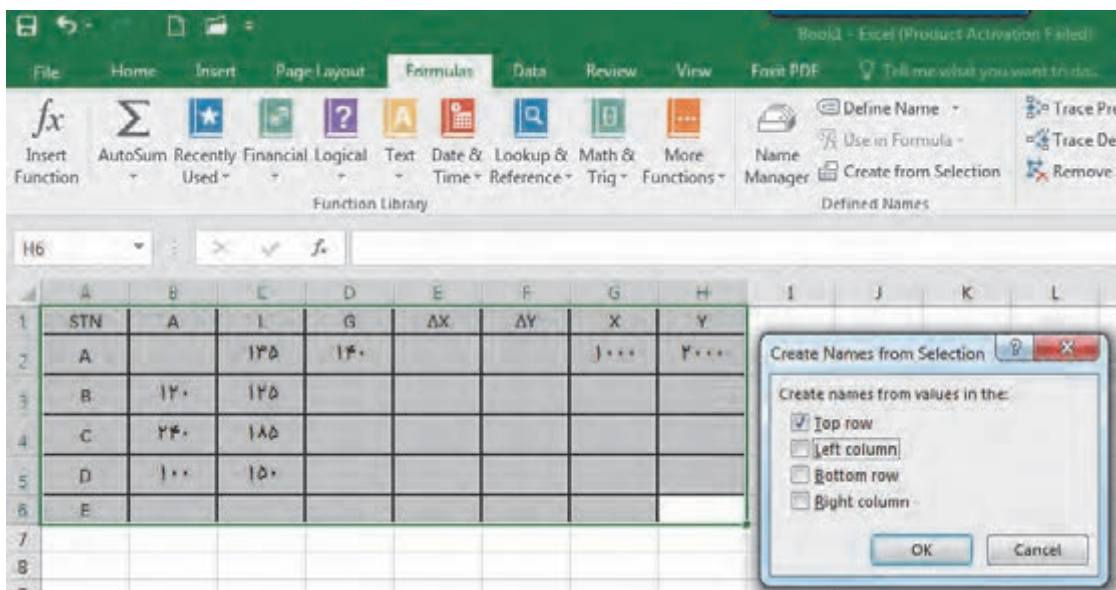 Book1 - Excel (Product Activation Failed)
File Home Insert Page Layout Formulas Data Review View Foxit PDF Tell me what you want to do...
fx Insert Function
AutoSum
Recently Used
Financial
Logical
Text
Date & Time
Lookup & Reference
Math & Trig
More Functions
Function Library
Name Manager
Define Name
Use in Formula
Create from Selection
Defined Names
Trace Pr
Trace De
Remove
H6 fx
A B C D E F G H I J K L
1 STN A L G ΔX ΔY X Y
2 A ۱۳۵ ۱۴۰ ۱۰۰۰ ۲۰۰۰
3 B ۱۲۰ ۱۲۵
4 C ۲۴۰ ۱۸۵
5 D ۱۰۰ ۱۵۰
6 E
7
8
Create Names from Selection
Create names from values in the:
Top row
Left column
Bottom row
Right column
OK Cancel